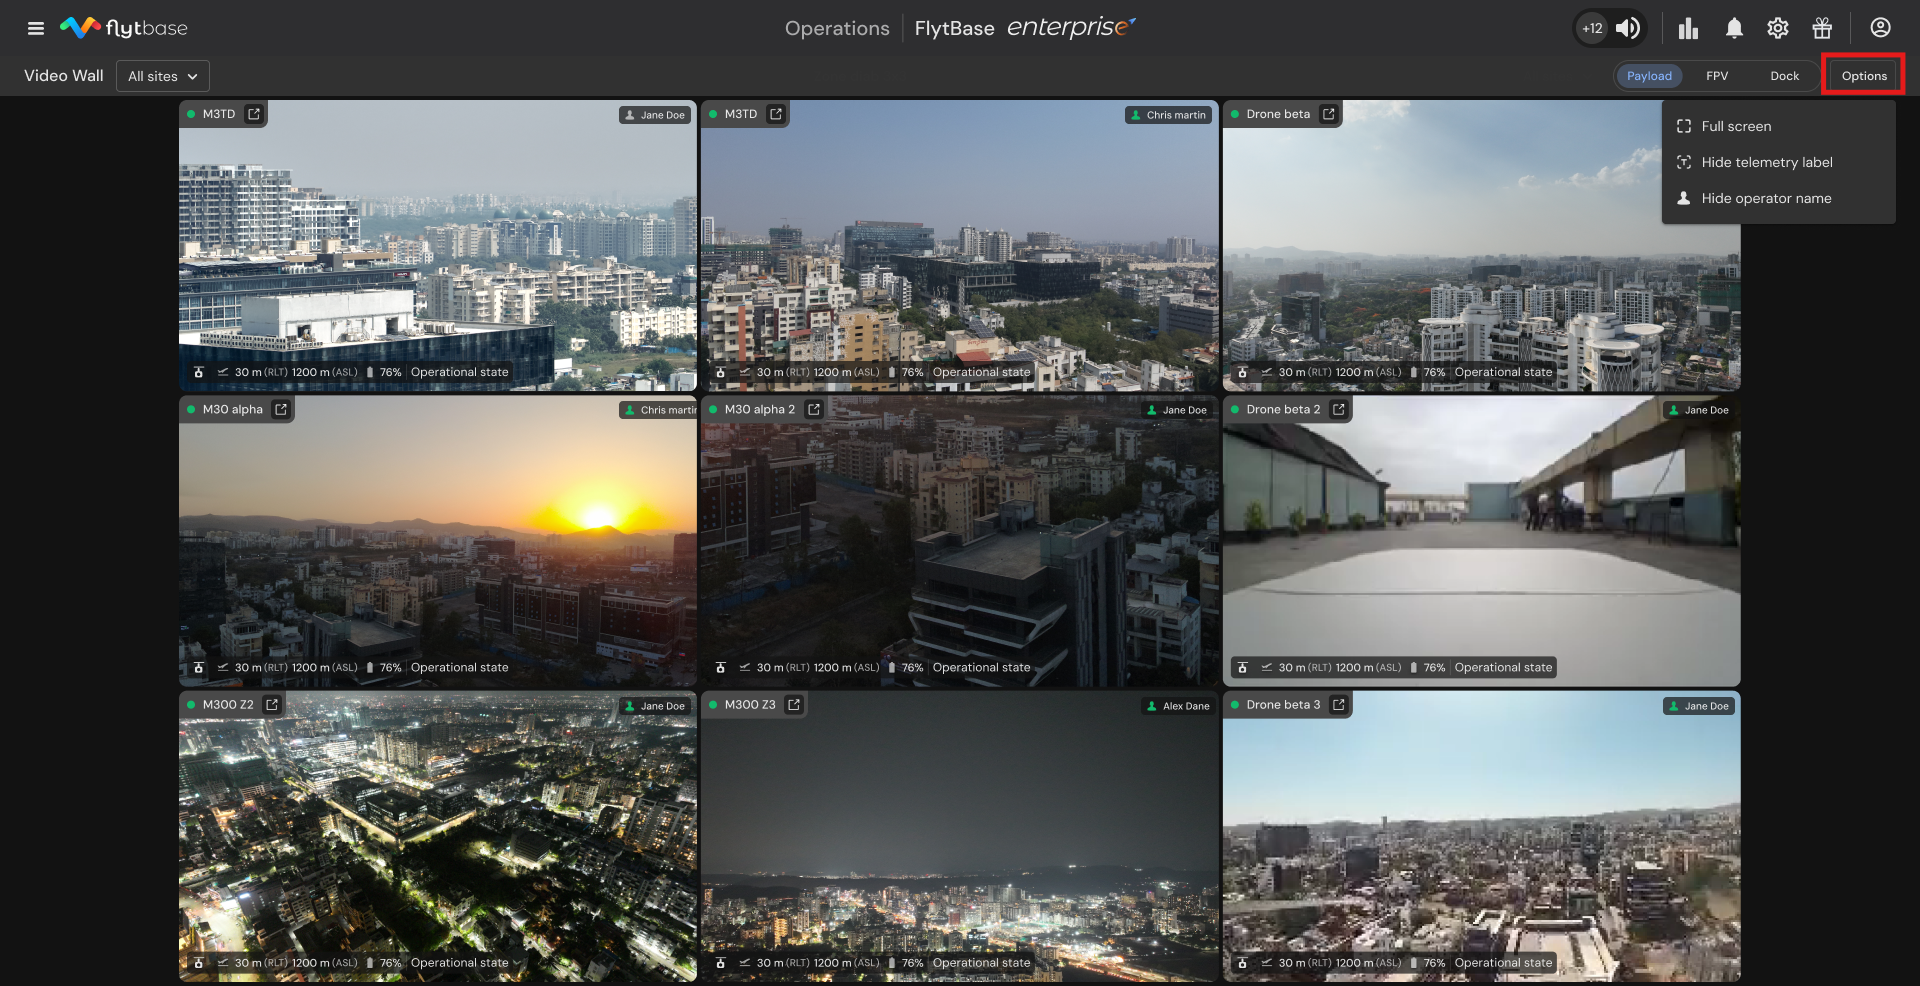 flytbase
Operations
FlytBase enterprise
+12
Video Wall
All sites
Payload
FPV
Dock
Options
Full screen
Hide telemetry label
Hide operator name
M3TD
Jane Doe
30 m (RLT) 1200 m (ASL) 76% Operational state
M3TD
Chris martin
30 m (RLT) 1200 m (ASL) 76% Operational state
Drone beta
30 m (RLT) 1200 m (ASL) 76% Operational state
M30 alpha
Chris martin
30 m (RLT) 1200 m (ASL) 76% Operational state
M30 alpha 2
Jane Doe
30 m (RLT) 1200 m (ASL) 76% Operational state
Drone beta 2
Jane Doe
30 m (RLT) 1200 m (ASL) 76% Operational state
M300 Z2
Jane Doe
30 m (RLT) 1200 m (ASL) 76% Operational state
M300 Z3
Alex Dane
30 m (RLT) 1200 m (ASL) 76% Operational state
Drone beta 3
Jane Doe
30 m (RLT) 1200 m (ASL) 76% Operational state